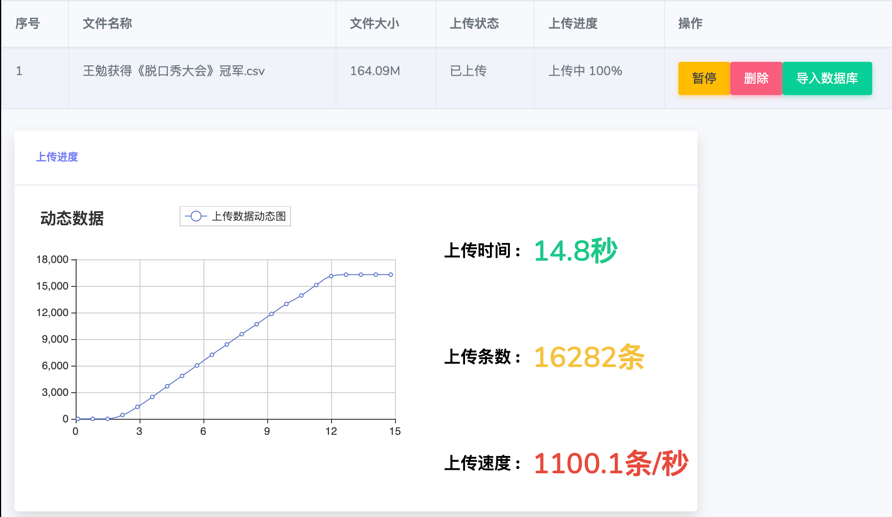 序号 文件名称 文件大小 上传状态 上传进度 操作
1 王勉获得《脱口秀大会》冠军.csv 164.09M 已上传 上传中 100% 暂停 删除 导入数据库
上传进度
动态数据 上传数据动态图
上传时间： 14.8秒
上传条数： 16282条
上传速度： 1100.1条/秒
18,000
15,000
12,000
9,000
6,000
3,000
0
0 3 6 9 12 15